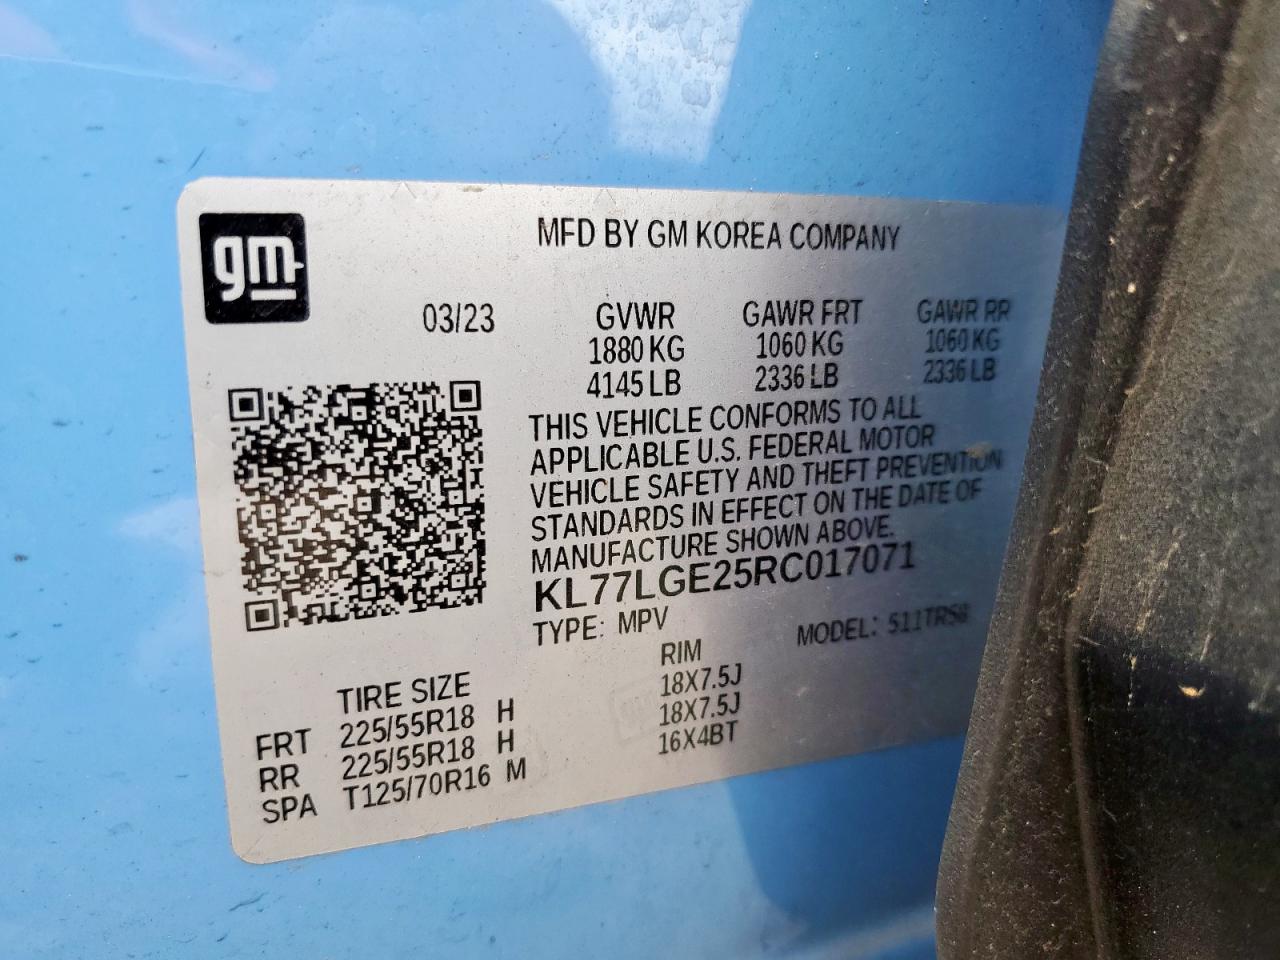 gm
MFD BY GM KOREA COMPANY
03/23 GVWR GAWR FRT GAWR RR
1880 KG 1060 KG 1060 KG
4145 LB 2336 LB 2336 LB
THIS VEHICLE CONFORMS TO ALL
APPLICABLE U.S. FEDERAL MOTOR
VEHICLE SAFETY AND THEFT PREVENTION
STANDARDS IN EFFECT ON THE DATE OF
MANUFACTURE SHOWN ABOVE.
KL77LGE25RC017071
TYPE: MPV MODEL:
TIRE SIZE RIM
FRT 225/55R18 H 18X7.5J
RR 225/55R18 H 18X7.5J
SPA T125/70R16 M 16X4BT